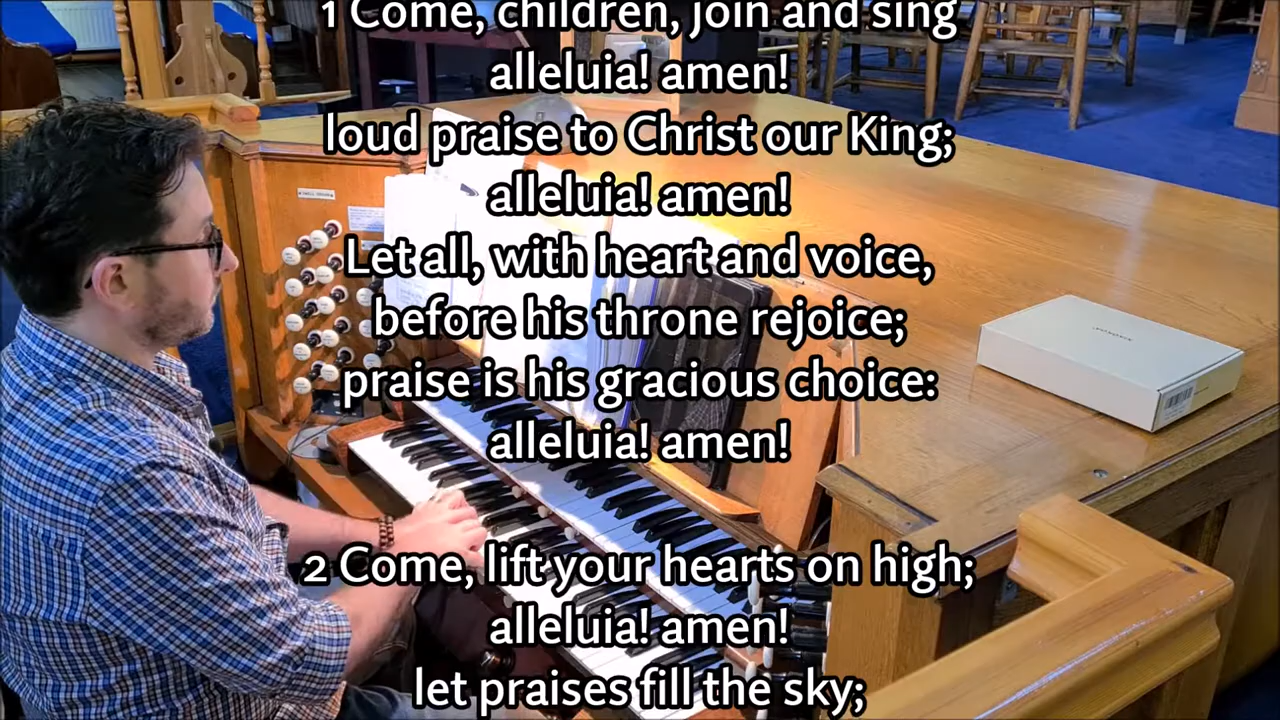 1 Come, children, join and sing
alleluia! amen!
loud praise to Christ our King;
alleluia! amen!
Let all, with heart and voice,
before his throne rejoice;
praise is his gracious choice:
alleluia! amen!
2 Come, lift your hearts on high;
alleluia! amen!
let praises fill the sky;